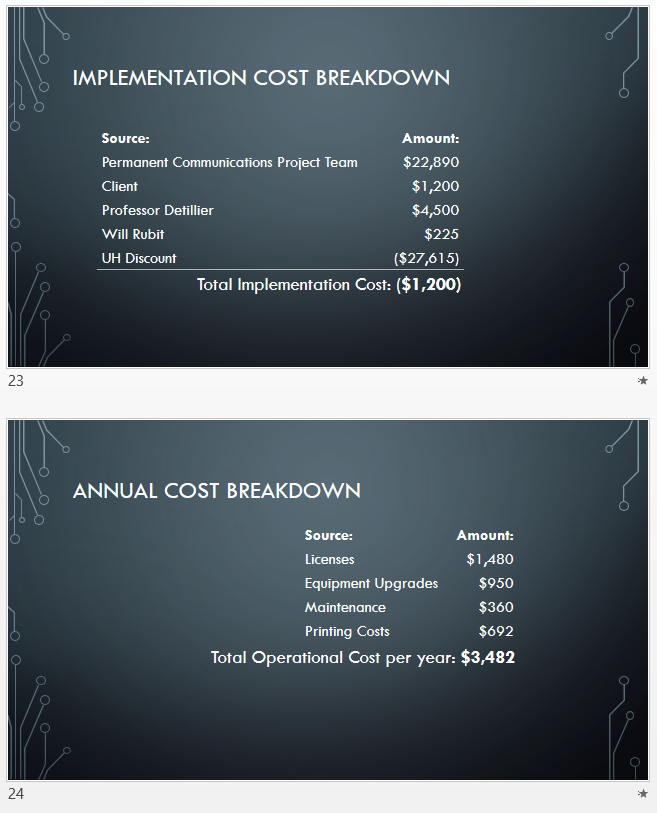 IMPLEMENTATION COST BREAKDOWN
Source: Amount:
Permanent Communications Project Team $22,890
Client $1,200
Professor Detillier $4,500
Will Rubit $225
UH Discount ($27,615)
Total Implementation Cost: ($1,200)
23
ANNUAL COST BREAKDOWN
Source: Amount:
Licenses $1,480
Equipment Upgrades $950
Maintenance $360
Printing Costs $692
Total Operational Cost per year: $3,482
24